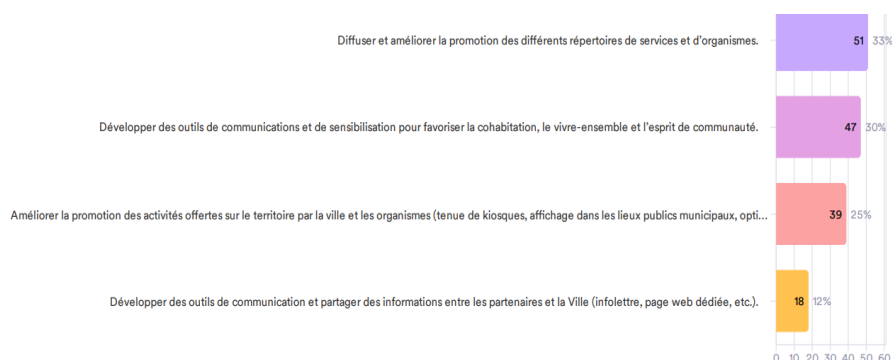 Diffuser et améliorer la promotion des différents répertoires de services et d'organismes. 51 33%
Développer des outils de communications et de sensibilisation pour favoriser la cohabitation, le vivre-ensemble et l'esprit de communauté. 47 30%
Améliorer la promotion des activités offertes sur le territoire par la ville et les organismes (tenue de kiosques, affichage dans les lieux publics municipaux, opti... 39 25%
Développer des outils de communication et partager des informations entre les partenaires et la Ville (infolettre, page web dédiée, etc.). 18 12%
0 10 20 30 40 50 60